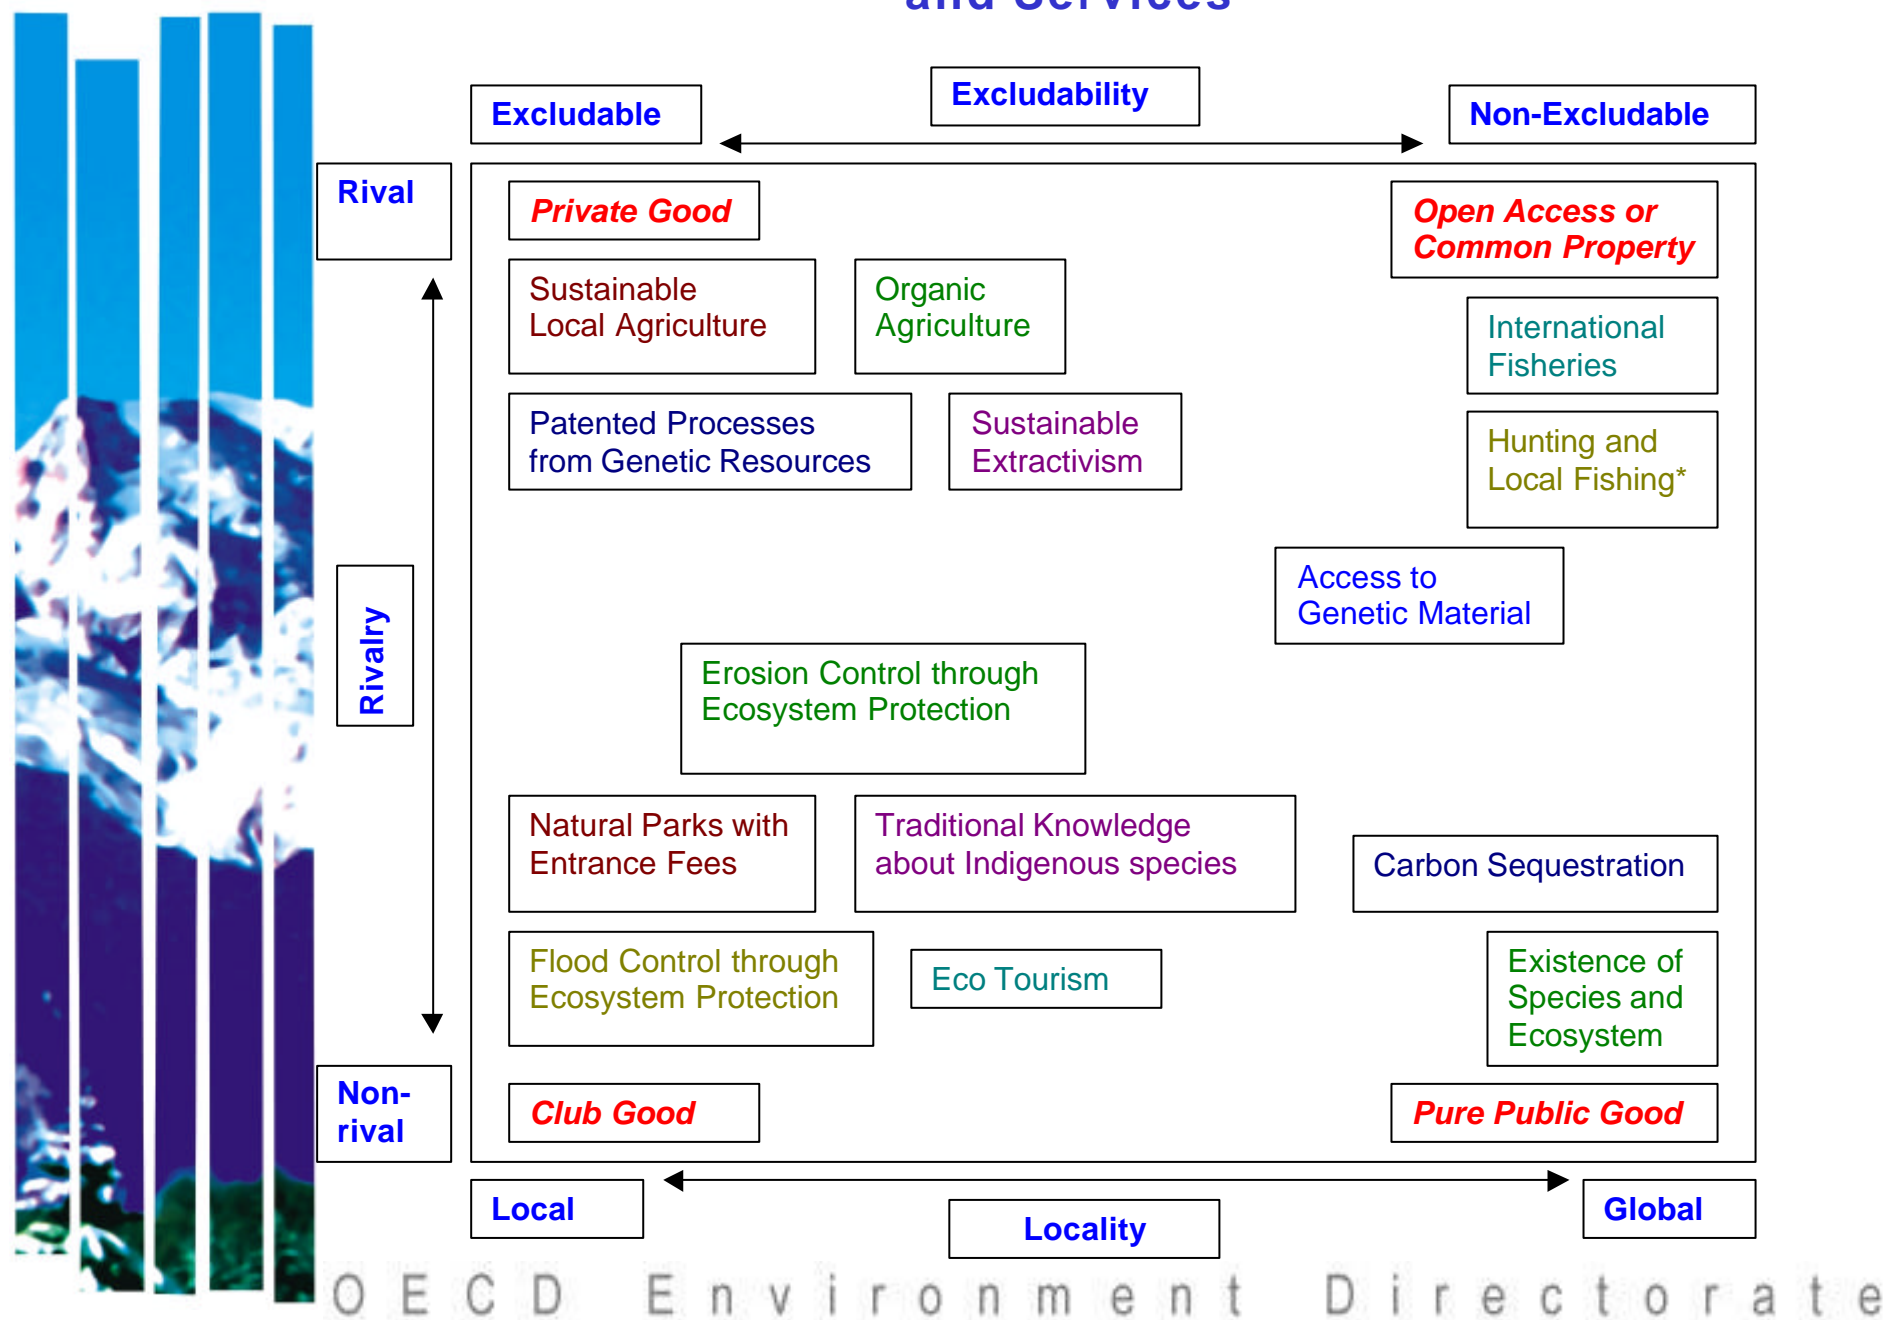 and Services
Excludability
Excludable
Non-Excludable
Rival
Private Good
Open Access or
Common Property
Sustainable
Local Agriculture
Organic
Agriculture
International
Fisheries
Patented Processes
from Genetic Resources
Sustainable
Extractivism
Hunting and
Local Fishing*
Access to
Genetic Material
Rivalry
Erosion Control through
Ecosystem Protection
Natural Parks with
Entrance Fees
Traditional Knowledge
about Indigenous species
Carbon Sequestration
Flood Control through
Ecosystem Protection
Eco Tourism
Existence of
Species and
Ecosystem
Non-
rival
Club Good
Pure Public Good
Local
Locality
Global
OECD Environment Directorate